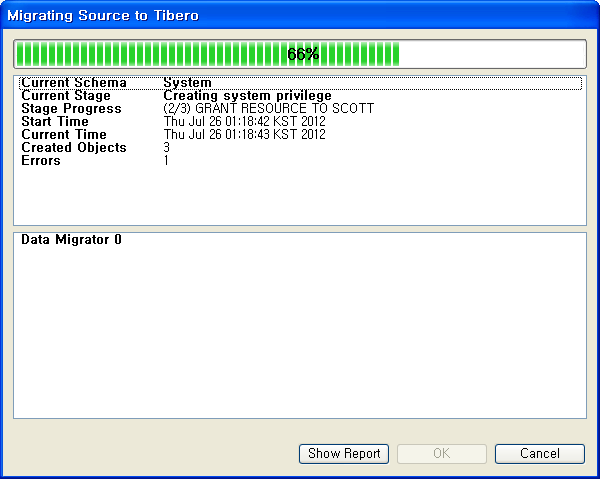 Migrating Source to Tibero
66%
Current Schema System
Current Stage Creating system privilege
Stage Progress (2/3) GRANT RESOURCE TO SCOTT
Start Time Thu Jul 26 01:18:42 KST 2012
Current Time Thu Jul 26 01:18:43 KST 2012
Created Objects 3
Errors 1
Data Migrator 0
Show Report OK Cancel